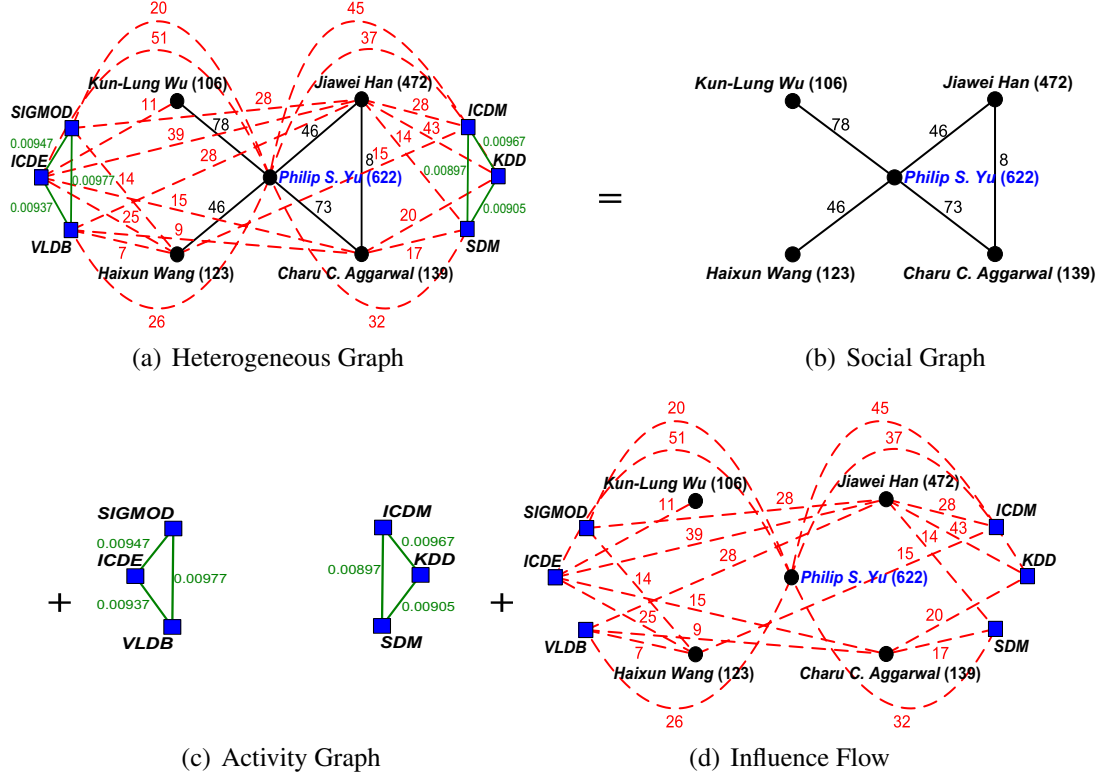 20
45
51
37
Kun-Lung Wu (106)
Jiawei Han (472)
SIGMOD
11
28
28
ICDM
0.00947
39
78
46
14
43
0.00967
ICDE
28
15
KDD
0.00977
8
0.00897
Philip S. Yu (622)
14
0.00937
15
46
73
20
0.00905
25
9
VLDB
7
17
SDM
Haixun Wang (123)
Charu C. Aggarwal (139)
26
32
(a) Heterogeneous Graph
=
Kun-Lung Wu (106)
Jiawei Han (472)
78
46
8
Philip S. Yu (622)
46
73
Haixun Wang (123)
Charu C. Aggarwal (139)
(b) Social Graph
+
SIGMOD
0.00947
ICDE
0.00977
0.00937
VLDB
ICDM
0.00967
KDD
0.00897
0.00905
SDM
(c) Activity Graph
+
20
45
51
37
Kun-Lung Wu (106)
Jiawei Han (472)
SIGMOD
11
28
28
ICDM
39
14
43
28
15
ICDE
KDD
Philip S. Yu (622)
14
15
20
25
9
VLDB
7
17
SDM
Haixun Wang (123)
Charu C. Aggarwal (139)
26
32
(d) Influence Flow